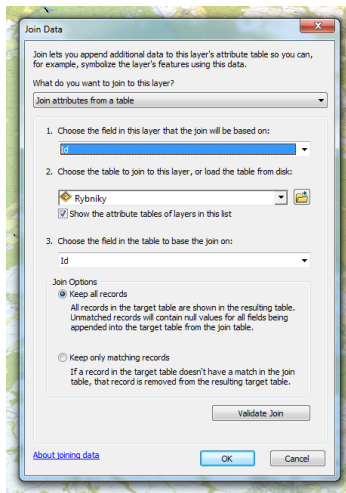 Join Data
Join lets you append additional data to this layer's attribute table so you can,
for example, symbolize the layer's features using this data.
What do you want to join to this layer?
Join attributes from a table
1. Choose the field in this layer that the join will be based on:
Id
2. Choose the table to join to this layer, or load the table from disk:
Rybniky
Show the attribute tables of layers in this list
3. Choose the field in the table to base the join on:
Id
Join Options
Keep all records
All records in the target table are shown in the resulting table.
Unmatched records will contain null values for all fields being
appended into the target table from the join table.
Keep only matching records
If a record in the target table doesn't have a match in the join
table, that record is removed from the resulting target table.
Validate Join
About joining data
OK
Cancel